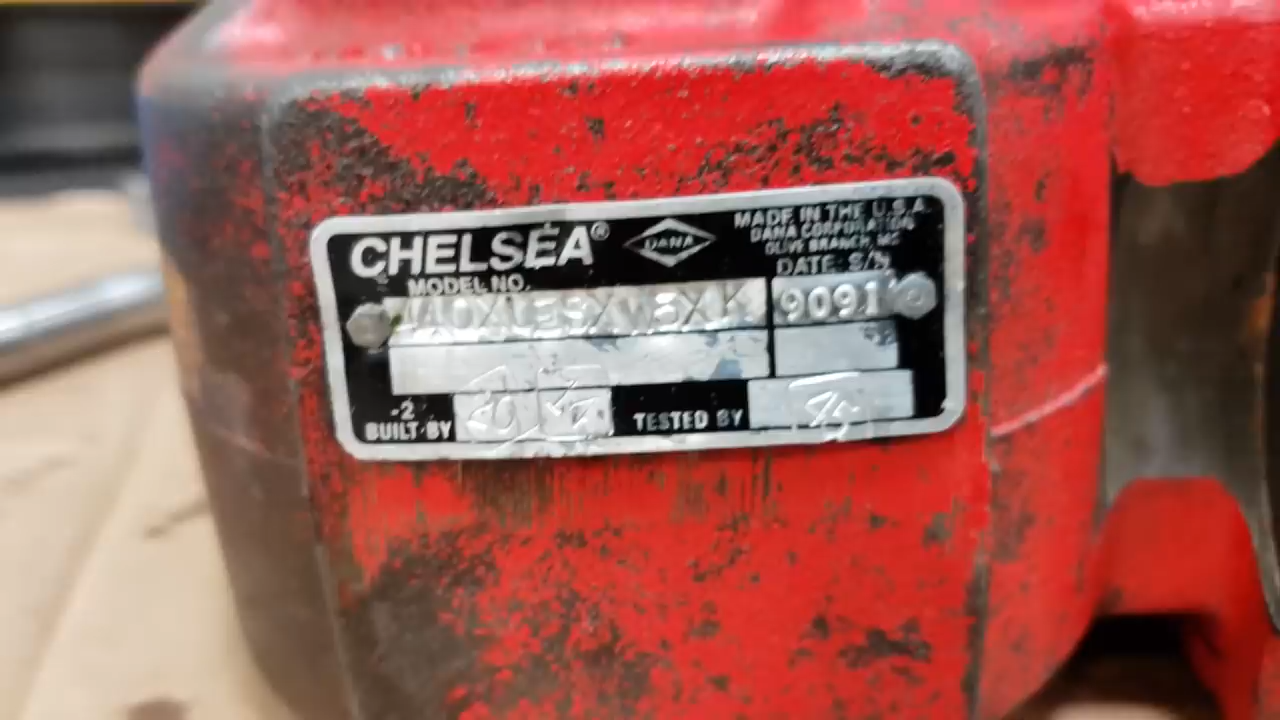 CHELSEA®
DANA
MADE IN THE U.S.A.
DANA CORPORATION
OLIVE BRANCH, MS
MODEL NO.
DATE S/N
9091
-2
BUILT BY
TESTED BY